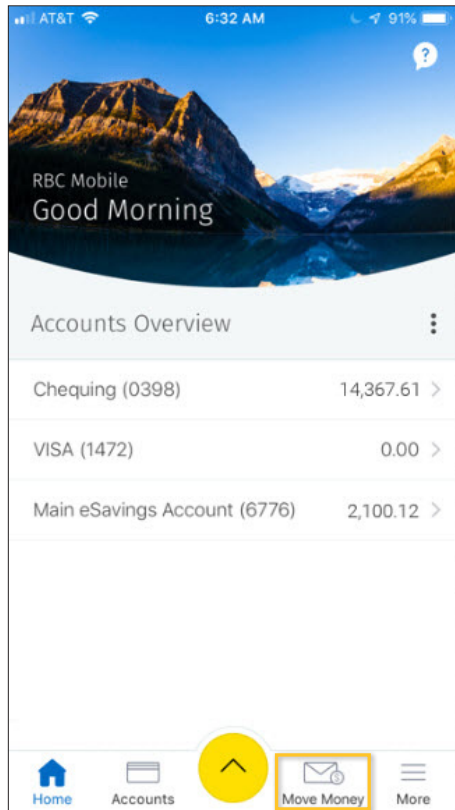 AT&T 6:32 AM 91%
?
RBC Mobile
Good Morning
Accounts Overview
Chequing (0398) 14,367.61
VISA (1472) 0.00
Main eSavings Account (6776) 2,100.12
$
Home Accounts Move Money More